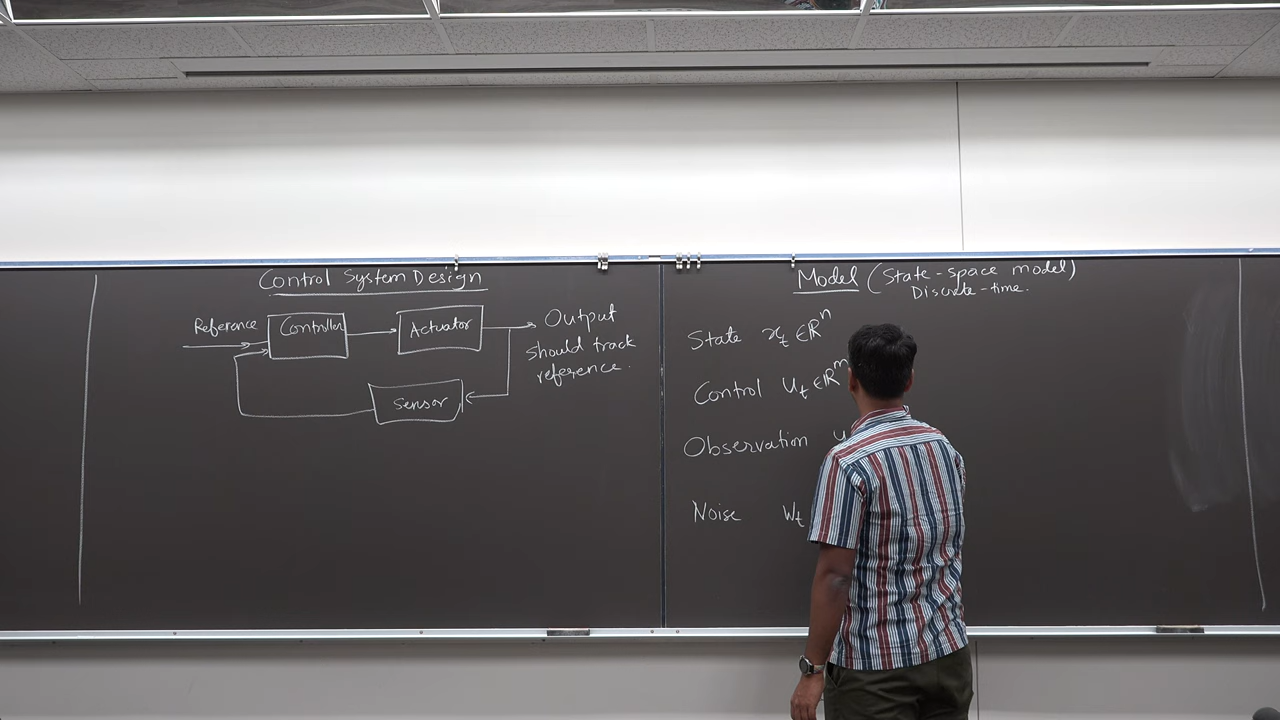 Control System Design
Reference
Controller
Actuator
Output
should track
reference.
Sensor
Model (State-space model)
Discrete-time.
State x_t ∈ ℝ^n
Control u_t ∈ ℝ^m
Observation y
Noise w_t